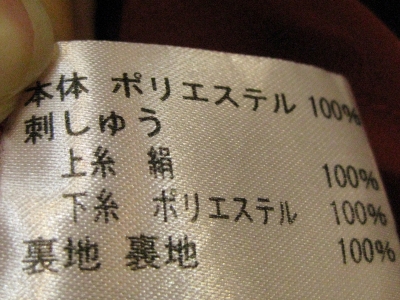 本体 ポリエステル 100%
刺しゅう
上糸 絹 100%
下糸 ポリエステル 100%
裏地 裏地 100%